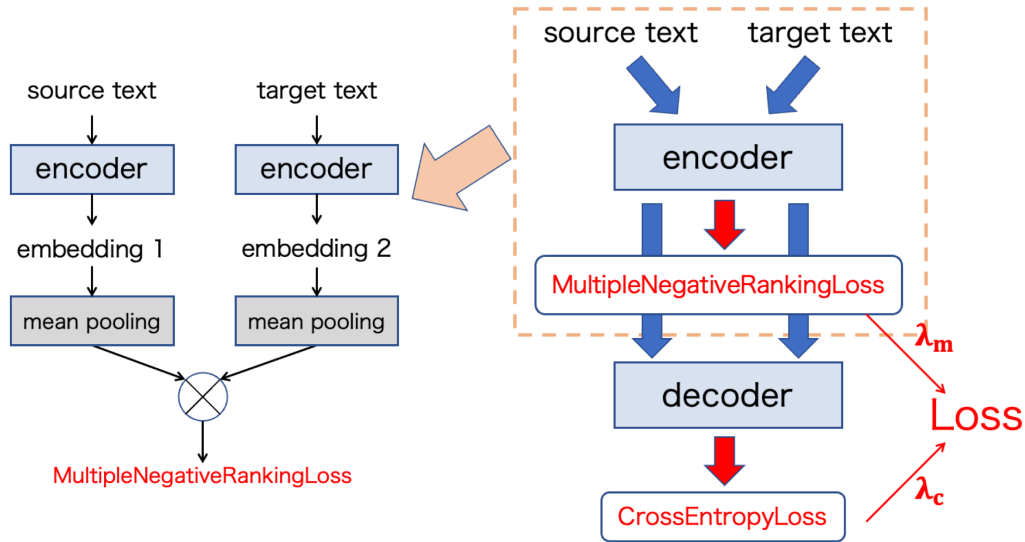 source text
target text
encoder
encoder
embedding 1
embedding 2
mean pooling
mean pooling
MultipleNegativeRankingLoss
source text
target text
encoder
MultipleNegativeRankingLoss
λm
decoder
Loss
λc
CrossEntropyLoss